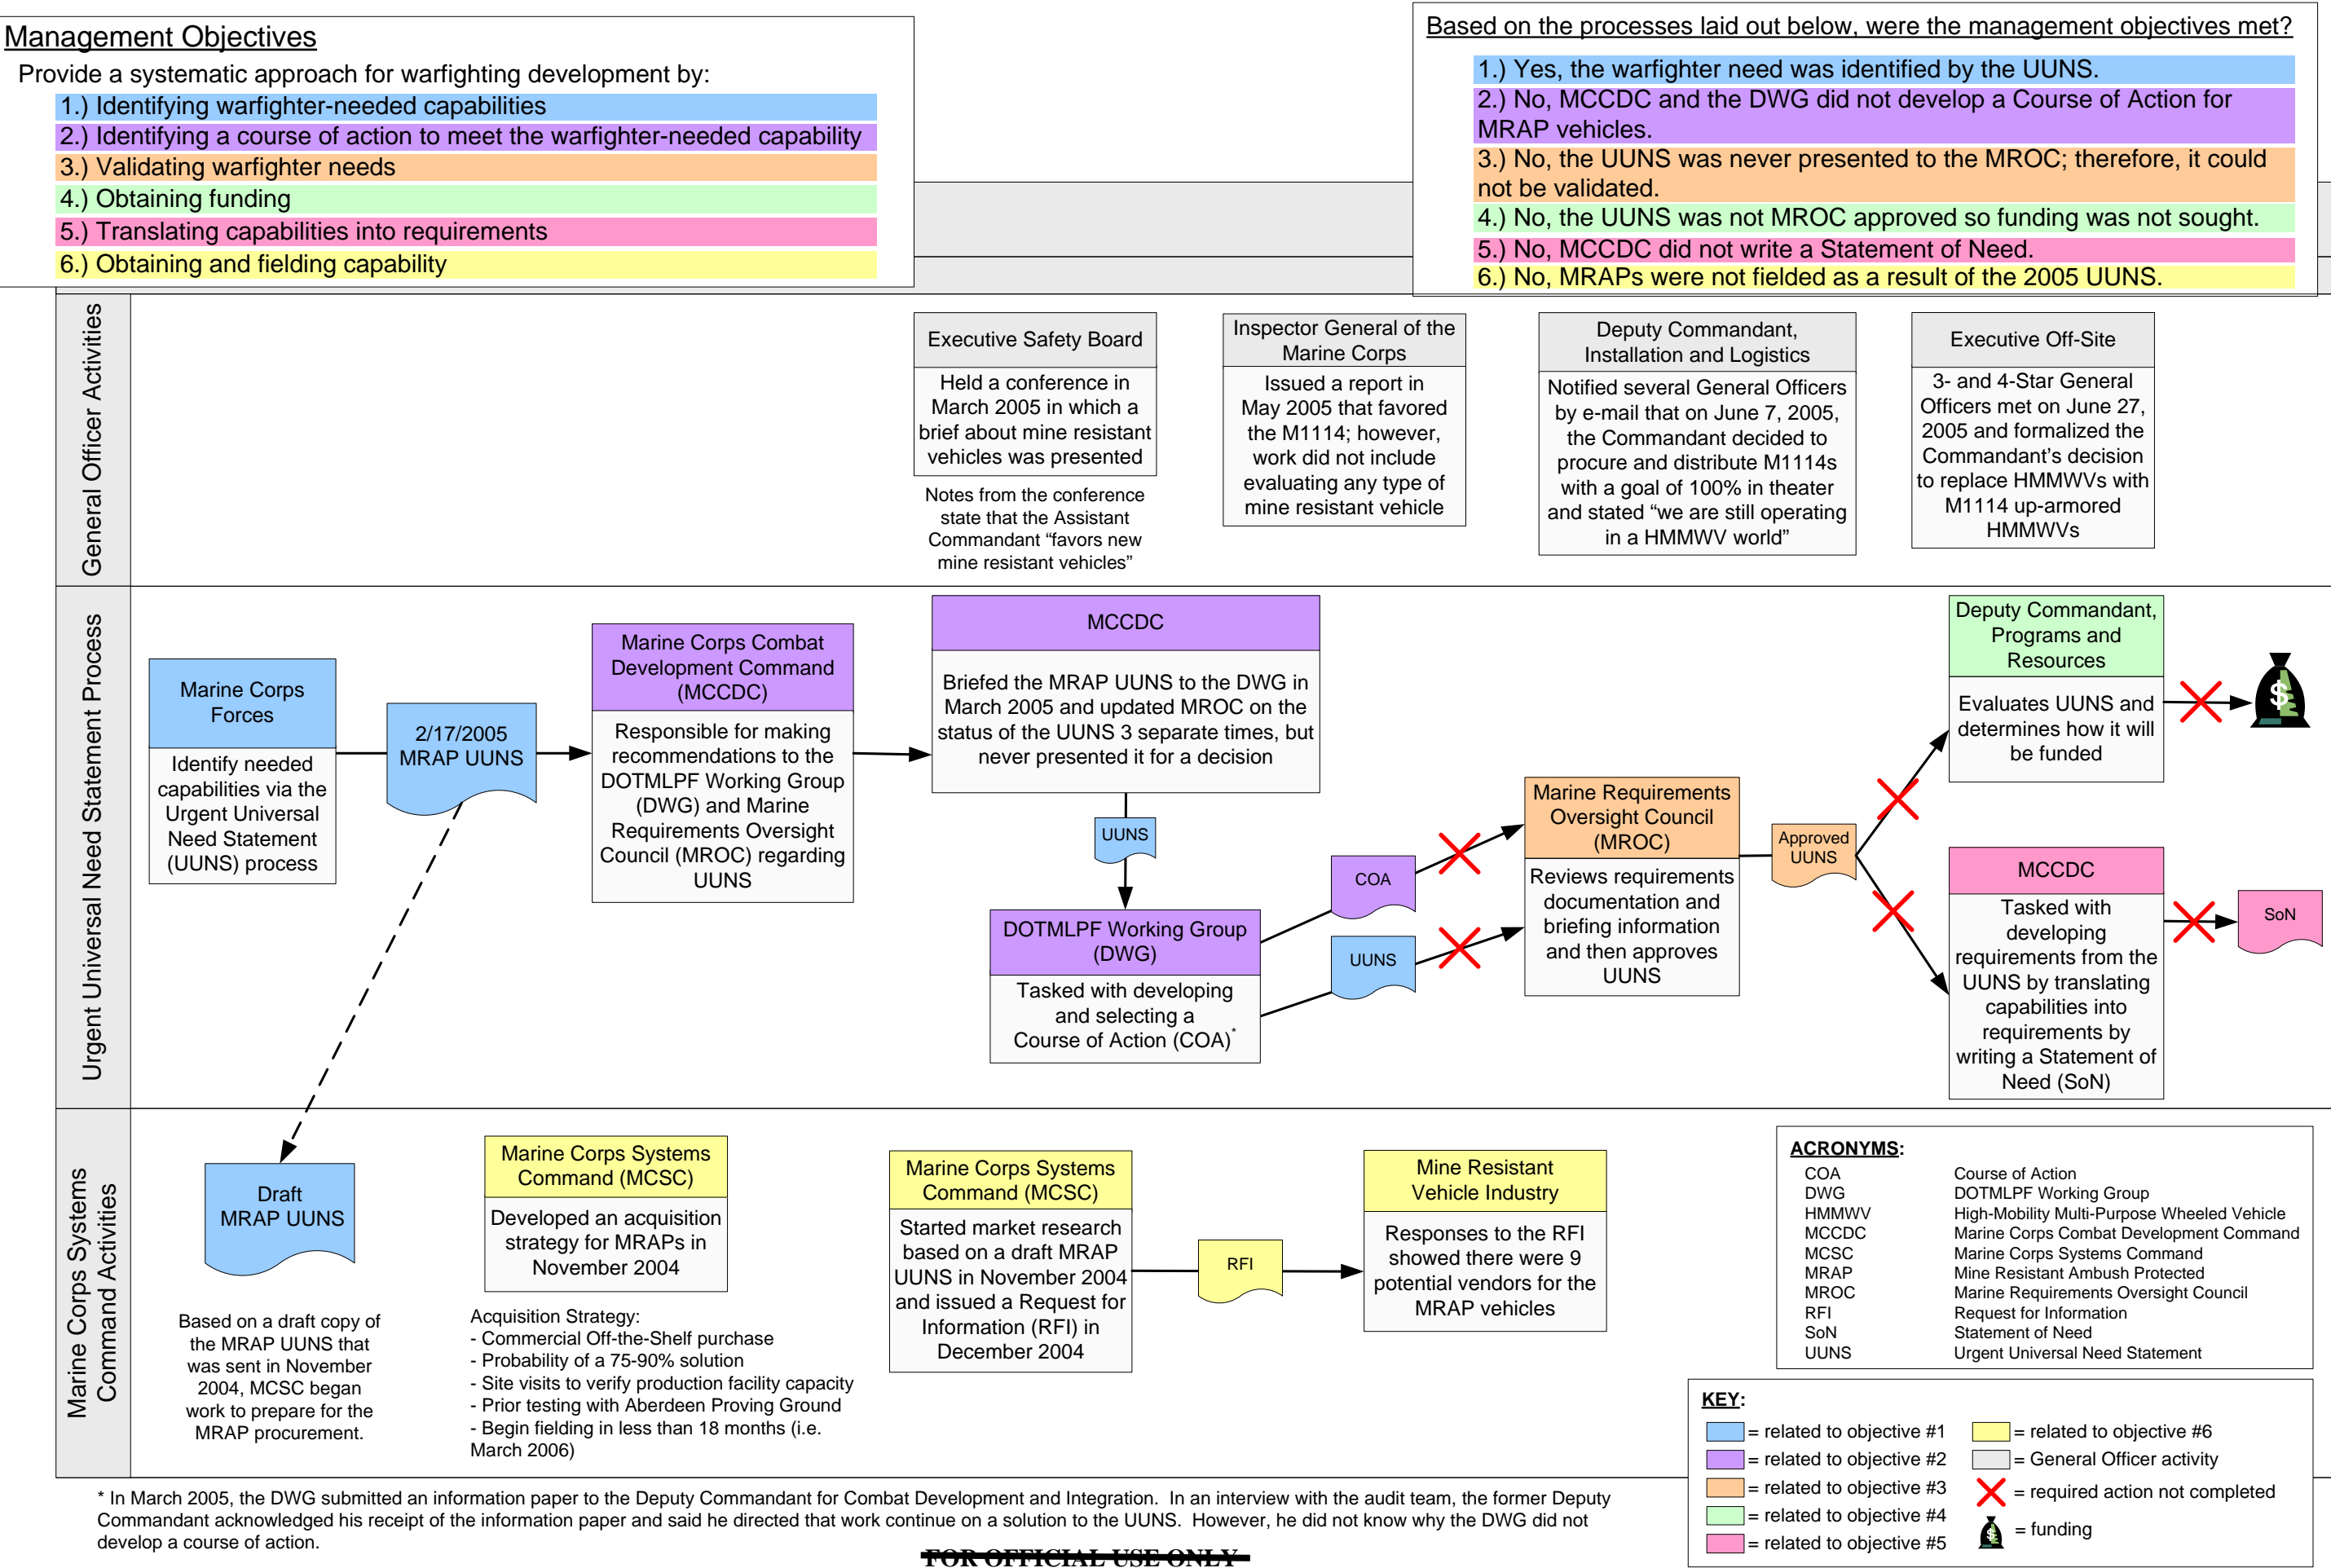 Management Objectives
Provide a systematic approach for warfighting development by:
1.) Identifying warfighter-needed capabilities
2.) Identifying a course of action to meet the warfighter-needed capability
3.) Validating warfighter needs
4.) Obtaining funding
5.) Translating capabilities into requirements
6.) Obtaining and fielding capability
Based on the processes laid out below, were the management objectives met?
1.) Yes, the warfighter need was identified by the UUNS.
2.) No, MCCDC and the DWG did not develop a Course of Action for
MRAP vehicles.
3.) No, the UUNS was never presented to the MROC; therefore, it could
not be validated.
4.) No, the UUNS was not MROC approved so funding was not sought.
5.) No, MCCDC did not write a Statement of Need.
6.) No, MRAPs were not fielded as a result of the 2005 UUNS.
General Officer Activities
Executive Safety Board
Held a conference in
March 2005 in which a
brief about mine resistant
vehicles was presented
Notes from the conference
state that the Assistant
Commandant “favors new
mine resistant vehicles”
Inspector General of the
Marine Corps
Issued a report in
May 2005 that favored
the M1114; however,
work did not include
evaluating any type of
mine resistant vehicle
Deputy Commandant,
Installation and Logistics
Notified several General Officers
by e-mail that on June 7, 2005,
the Commandant decided to
procure and distribute M1114s
with a goal of 100% in theater
and stated “we are still operating
in a HMMWV world”
Executive Off-Site
3- and 4-Star General
Officers met on June 27,
2005 and formalized the
Commandant’s decision
to replace HMMWVs with
M1114 up-armored
HMMWVs
Urgent Universal Need Statement Process
Marine Corps
Forces
Identify needed
capabilities via the
Urgent Universal
Need Statement
(UUNS) process
2/17/2005
MRAP UUNS
Marine Corps Combat
Development Command
(MCCDC)
Responsible for making
recommendations to the
DOTMLPF Working Group
(DWG) and Marine
Requirements Oversight
Council (MROC) regarding
UUNS
MCCDC
Briefed the MRAP UUNS to the DWG in
March 2005 and updated MROC on the
status of the UUNS 3 separate times, but
never presented it for a decision
UUNS
DOTMLPF Working Group
(DWG)
Tasked with developing
and selecting a
Course of Action (COA)*
COA
UUNS
Marine Requirements
Oversight Council
(MROC)
Reviews requirements
documentation and
briefing information
and then approves
UUNS
Approved
UUNS
Deputy Commandant,
Programs and
Resources
Evaluates UUNS and
determines how it will
be funded
$
MCCDC
Tasked with
developing
requirements from the
UUNS by translating
capabilities into
requirements by
writing a Statement of
Need (SoN)
SoN
Marine Corps Systems
Command Activities
Draft
MRAP UUNS
Based on a draft copy of
the MRAP UUNS that
was sent in November
2004, MCSC began
work to prepare for the
MRAP procurement.
Marine Corps Systems
Command (MCSC)
Developed an acquisition
strategy for MRAPs in
November 2004
Acquisition Strategy:
- Commercial Off-the-Shelf purchase
- Probability of a 75-90% solution
- Site visits to verify production facility capacity
- Prior testing with Aberdeen Proving Ground
- Begin fielding in less than 18 months (i.e.
March 2006)
Marine Corps Systems
Command (MCSC)
Started market research
based on a draft MRAP
UUNS in November 2004
and issued a Request for
Information (RFI) in
December 2004
RFI
Mine Resistant
Vehicle Industry
Responses to the RFI
showed there were 9
potential vendors for the
MRAP vehicles
ACRONYMS:
COA Course of Action
DWG DOTMLPF Working Group
HMMWV High-Mobility Multi-Purpose Wheeled Vehicle
MCCDC Marine Corps Combat Development Command
MCSC Marine Corps Systems Command
MRAP Mine Resistant Ambush Protected
MROC Marine Requirements Oversight Council
RFI Request for Information
SoN Statement of Need
UUNS Urgent Universal Need Statement
KEY:
= related to objective #1
= related to objective #2
= related to objective #3
= related to objective #4
= related to objective #5
= related to objective #6
= General Officer activity
= required action not completed
$ = funding
* In March 2005, the DWG submitted an information paper to the Deputy Commandant for Combat Development and Integration. In an interview with the audit team, the former Deputy
Commandant acknowledged his receipt of the information paper and said he directed that work continue on a solution to the UUNS. However, he did not know why the DWG did not
develop a course of action.
FOR OFFICIAL USE ONLY